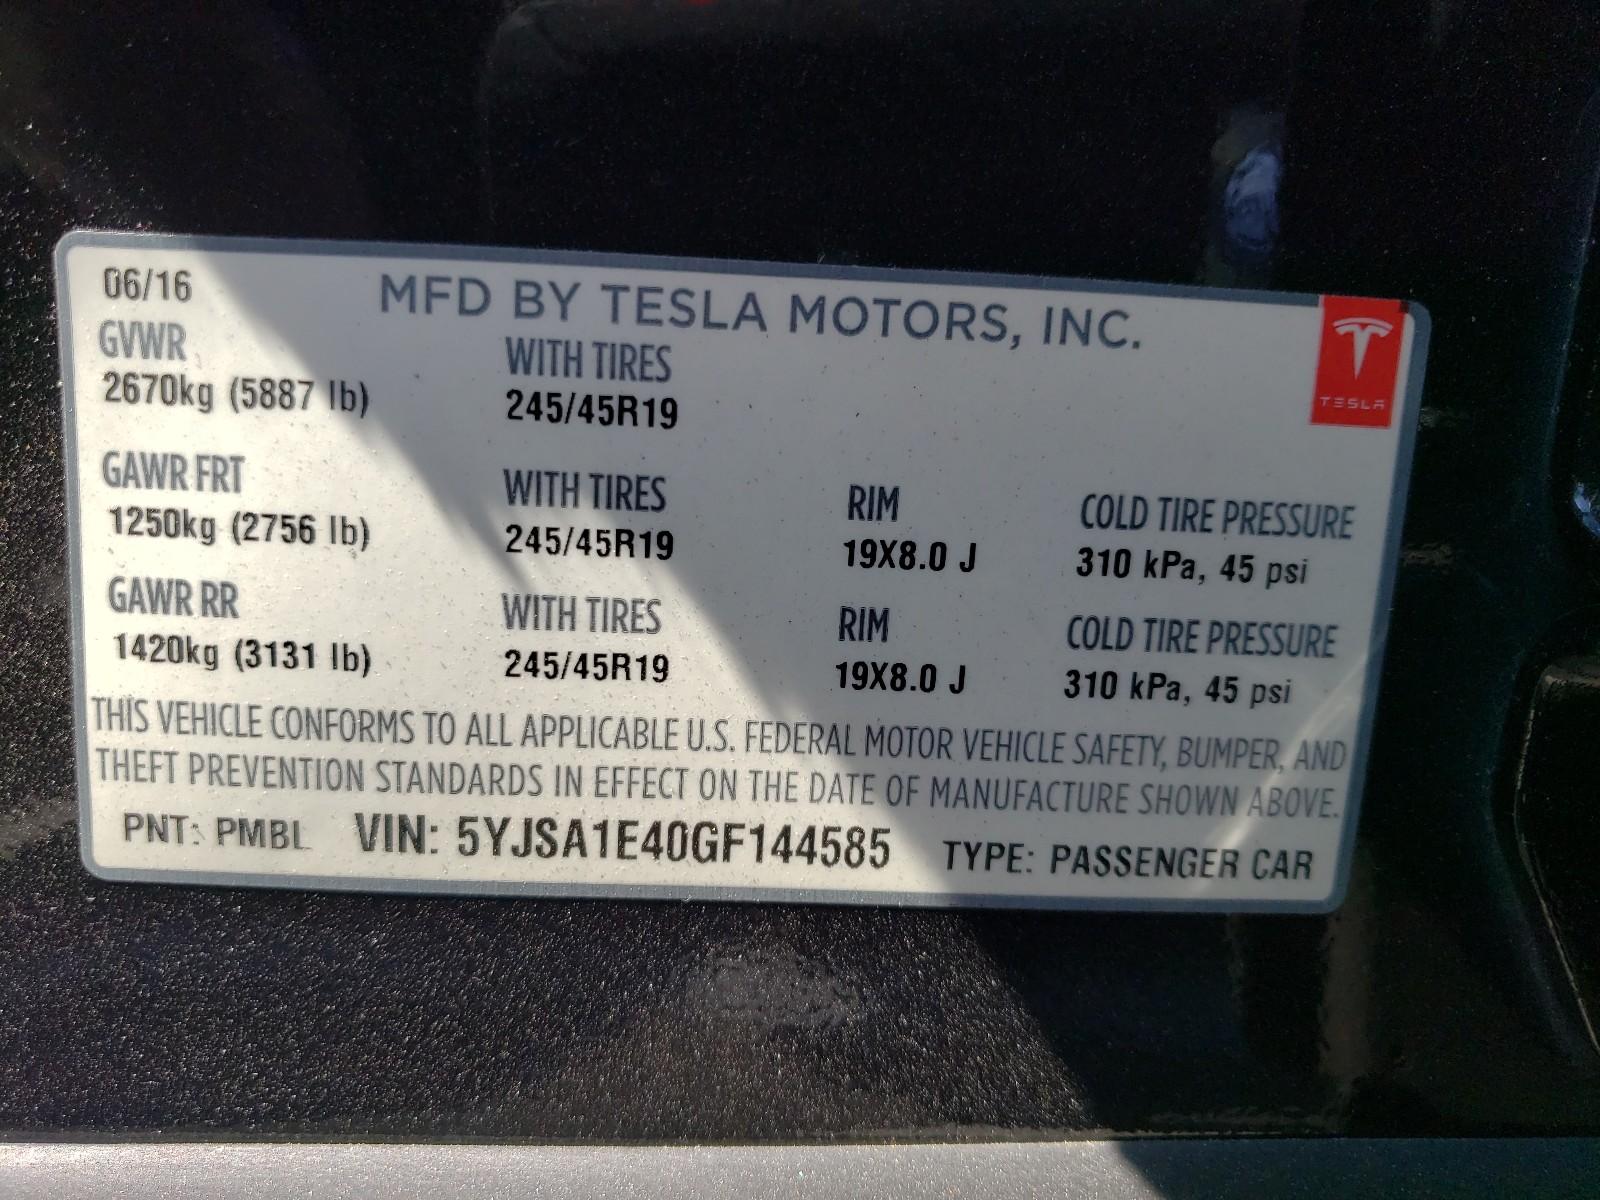 06/16 MFD BY TESLA MOTORS, INC.
TESLA
GVWR WITH TIRES
2670kg (5887 lb) 245/45R19
GAWR FRT WITH TIRES RIM COLD TIRE PRESSURE
1250kg (2756 lb) 245/45R19 19X8.0 J 310 kPa, 45 psi
GAWR RR WITH TIRES RIM COLD TIRE PRESSURE
1420kg (3131 lb) 245/45R19 19X8.0 J 310 kPa, 45 psi
THIS VEHICLE CONFORMS TO ALL APPLICABLE U.S. FEDERAL MOTOR VEHICLE SAFETY, BUMPER, AND
THEFT PREVENTION STANDARDS IN EFFECT ON THE DATE OF MANUFACTURE SHOWN ABOVE.
PNT: PMBL VIN: 5YJSA1E40GF144585 TYPE: PASSENGER CAR